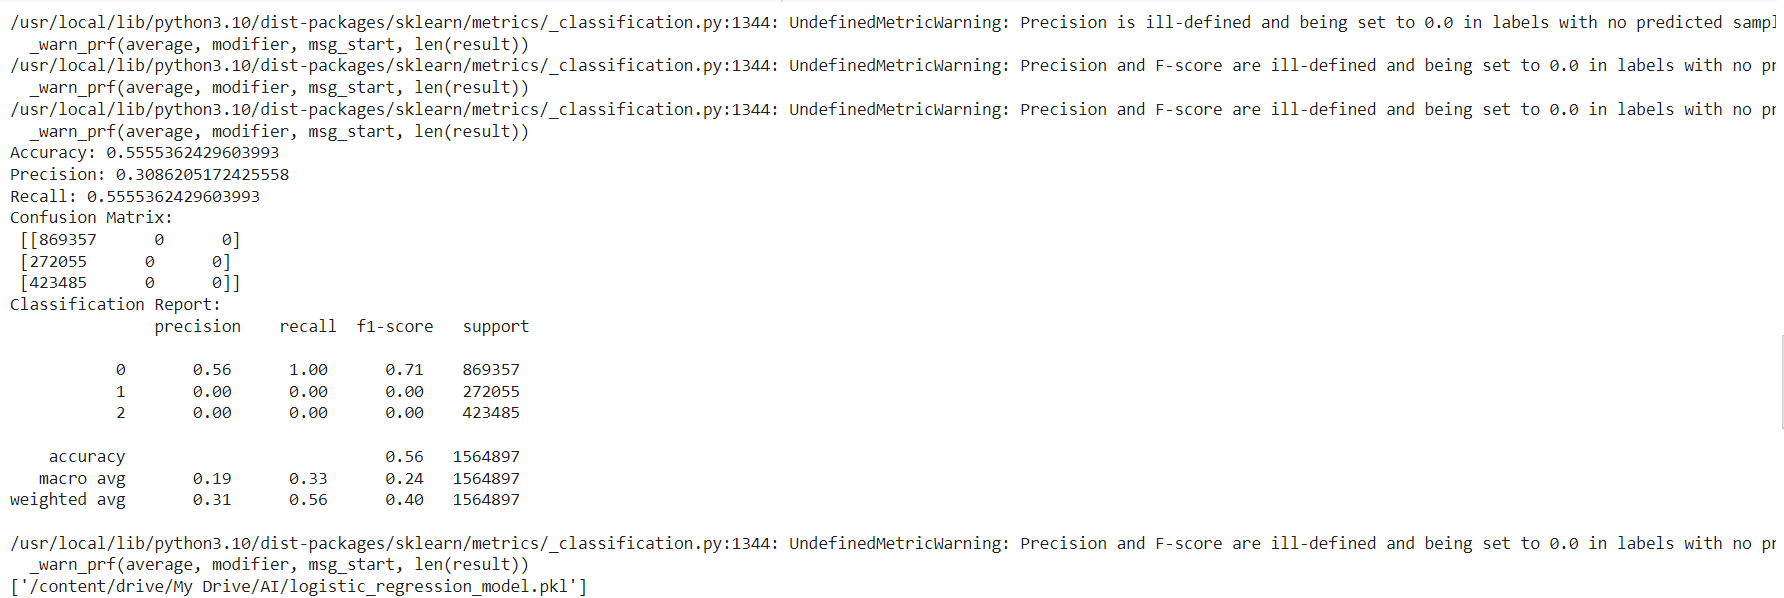 /usr/local/lib/python3.10/dist-packages/sklearn/metrics/_classification.py:1344: UndefinedMetricWarning: Precision is ill-defined and being set to 0.0 in labels with no predicted sampl
  _warn_prf(average, modifier, msg_start, len(result))
/usr/local/lib/python3.10/dist-packages/sklearn/metrics/_classification.py:1344: UndefinedMetricWarning: Precision and F-score are ill-defined and being set to 0.0 in labels with no pr
  _warn_prf(average, modifier, msg_start, len(result))
/usr/local/lib/python3.10/dist-packages/sklearn/metrics/_classification.py:1344: UndefinedMetricWarning: Precision and F-score are ill-defined and being set to 0.0 in labels with no pr
  _warn_prf(average, modifier, msg_start, len(result))
Accuracy: 0.5555362429603993
Precision: 0.3086205172425558
Recall: 0.5555362429603993
Confusion Matrix:
 [[869357      0      0]
 [272055      0      0]
 [423485      0      0]]
Classification Report:
               precision    recall  f1-score   support

           0       0.56      1.00      0.71    869357
           1       0.00      0.00      0.00    272055
           2       0.00      0.00      0.00    423485

    accuracy                           0.56   1564897
   macro avg       0.19      0.33      0.24   1564897
weighted avg       0.31      0.56      0.40   1564897

/usr/local/lib/python3.10/dist-packages/sklearn/metrics/_classification.py:1344: UndefinedMetricWarning: Precision and F-score are ill-defined and being set to 0.0 in labels with no pr
  _warn_prf(average, modifier, msg_start, len(result))
['/content/drive/My Drive/AI/logistic_regression_model.pkl']